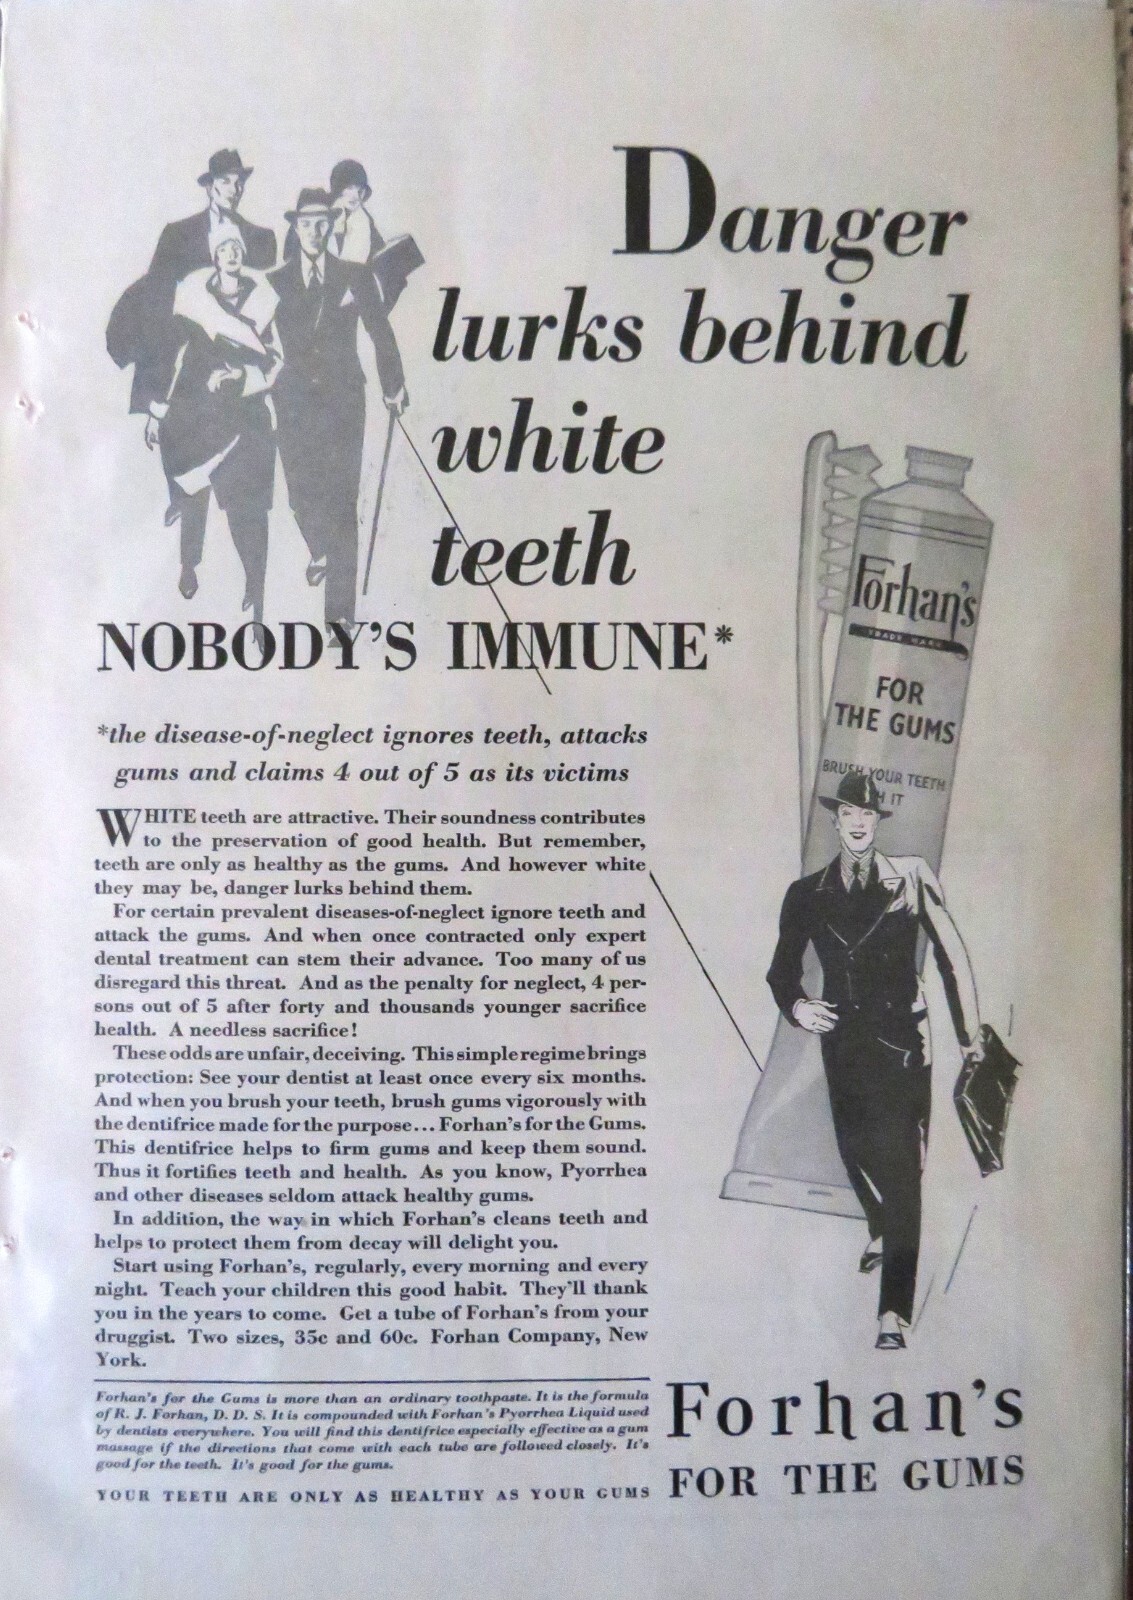 Danger
lurks behind
white
teeth
NOBODY'S IMMUNE*
*the disease-of-neglect ignores teeth, attacks
gums and claims 4 out of 5 as its victims
WHITE teeth are attractive. Their soundness contributes
to the preservation of good health. But remember,
teeth are only as healthy as the gums. And however white
they may be, danger lurks behind them.
For certain prevalent diseases-of-neglect ignore teeth and
attack the gums. And when once contracted only expert
dental treatment can stem their advance. Too many of us
disregard this threat. And as the penalty for neglect, 4 per-
sons out of 5 after forty and thousands younger sacrifice
health. A needless sacrifice!
These odds are unfair, deceiving. This simple regime brings
protection: See your dentist at least once every six months.
And when you brush your teeth, brush gums vigorously with
the dentifrice made for the purpose... Forhan's for the Gums.
This dentifrice helps to firm gums and keep them sound.
Thus it fortifies teeth and health. As you know, Pyorrhea
and other diseases seldom attack healthy gums.
In addition, the way in which Forhan's cleans teeth and
helps to protect them from decay will delight you.
Start using Forhan's, regularly, every morning and every
night. Teach your children this good habit. They'll thank
you in the years to come. Get a tube of Forhan's from your
druggist. Two sizes, 35c and 60c. Forhan Company, New
York.
Forhan's for the Gums is more than an ordinary toothpaste. It is the formula
of R. J. Forhan, D. D. S. It is compounded with Forhan's Pyorrhea Liquid used
by dentists everywhere. You will find this dentifrice especially effective as a gum
massage if the directions that come with each tube are followed closely. It's
good for the teeth. It's good for the gums.
YOUR TEETH ARE ONLY AS HEALTHY AS YOUR GUMS
Forhan's
TRADE MARK
FOR
THE GUMS
BRUSH YOUR TEETH
H IT
Forhan's
FOR THE GUMS